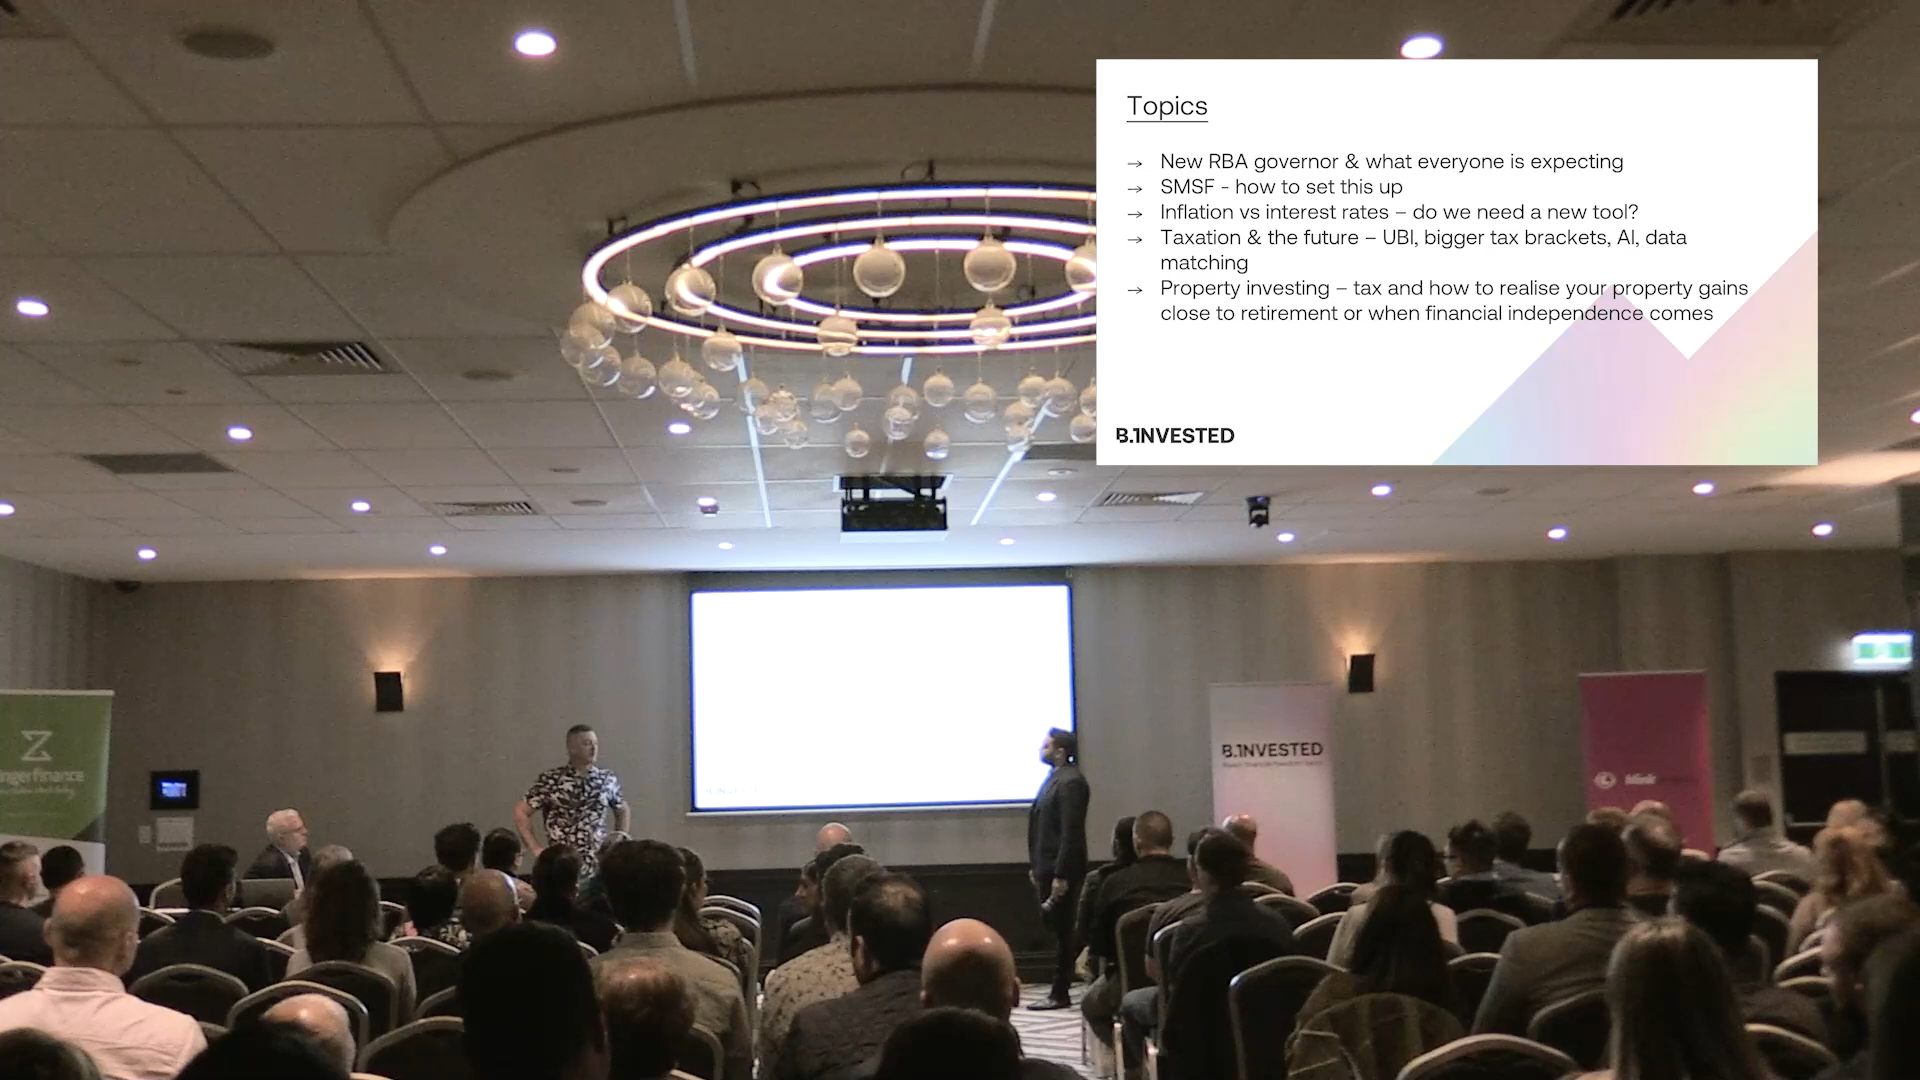 Topics
→ New RBA governor & what everyone is expecting
→ SMSF - how to set this up
→ Inflation vs interest rates – do we need a new tool?
→ Taxation & the future – UBI, bigger tax brackets, AI, data
matching
→ Property investing – tax and how to realise your property gains
close to retirement or when financial independence comes
B.1NVESTED
B.1NVESTED
ingerfinance